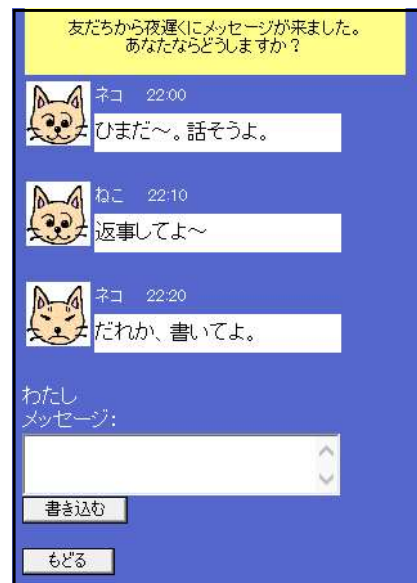 友だちから夜遅くにメッセージが来ました。
あなたならどうしますか？
ネコ 22:00
ひまだ～。話そうよ。
ねこ 22:10
返事してよ～
ネコ 22:20
だれか、書いてよ。
わたし
メッセージ:
書き込む
もどる